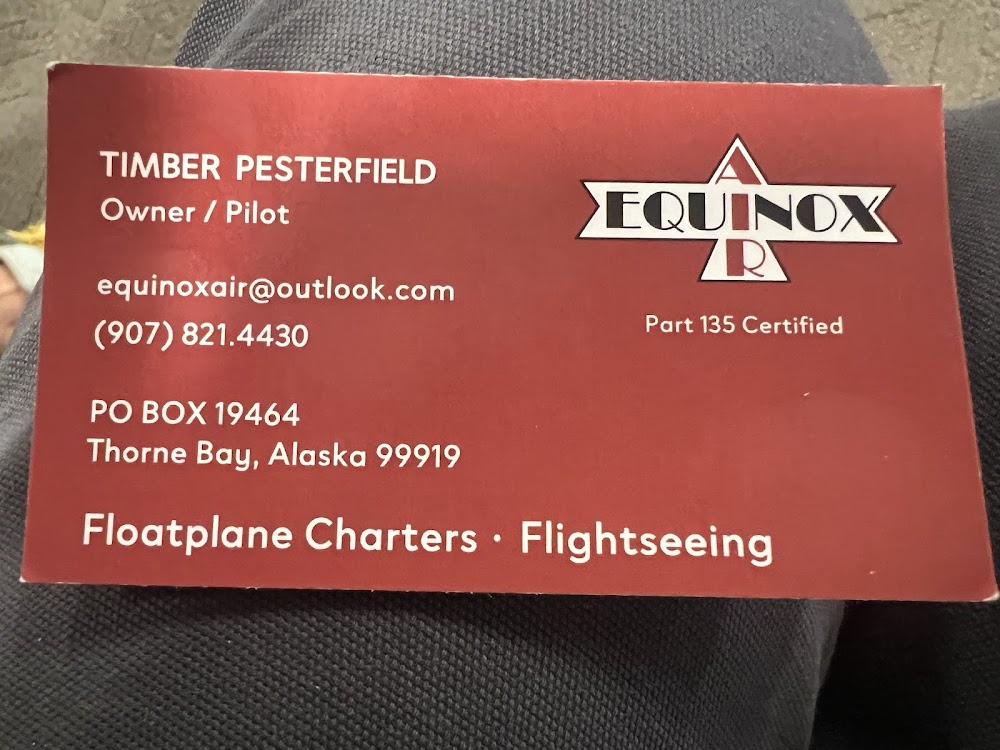 TIMBER PESTERFIELD
Owner / Pilot
equinoxair@outlook.com
(907) 821.4430
PO BOX 19464
Thorne Bay, Alaska 99919
Floatplane Charters · Flightseeing
EQUINOX
AIR
Part 135 Certified